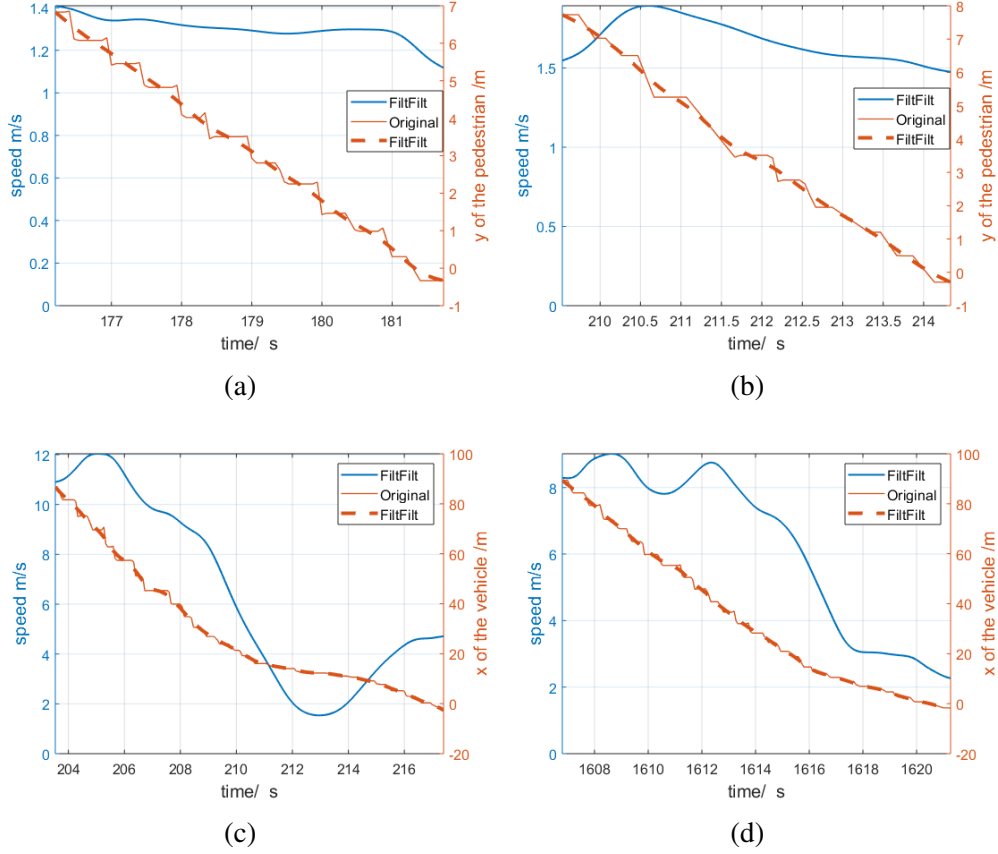 1.4
1.2
1
0.8
0.6
0.4
0.2
0
speed m/s
7
6
5
4
3
2
1
0
-1
y of the pedestrian /m
FiltFilt
Original
FiltFilt
177 178 179 180 181
time/ s
(a)
1.5
1
0.5
0
speed m/s
8
7
6
5
4
3
2
1
0
-1
y of the pedestrian /m
FiltFilt
Original
FiltFilt
210 210.5 211 211.5 212 212.5 213 213.5 214
time/ s
(b)
12
10
8
6
4
2
0
speed m/s
100
80
60
40
20
0
-20
x of the vehicle /m
FiltFilt
Original
FiltFilt
204 206 208 210 212 214 216
time/ s
(c)
8
6
4
2
0
speed m/s
100
80
60
40
20
0
-20
x of the vehicle /m
FiltFilt
Original
FiltFilt
1608 1610 1612 1614 1616 1618 1620
time/ s
(d)